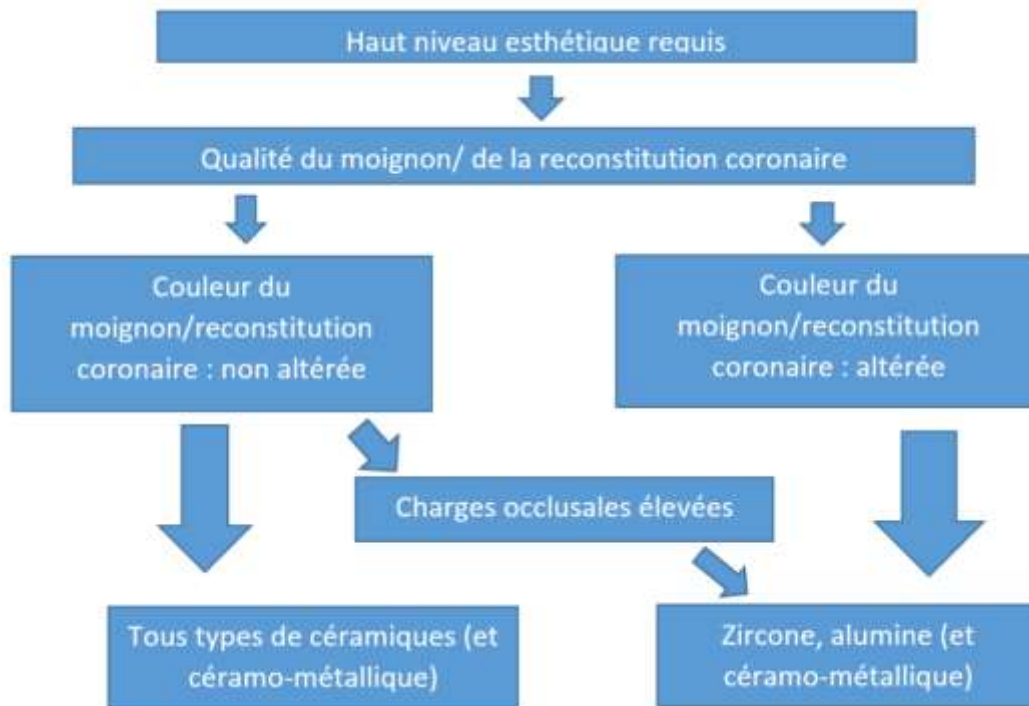 Haut niveau esthétique requis
Qualité du moignon/ de la reconstitution coronaire
Couleur du
moignon/reconstitution
coronaire : non altérée
Couleur du
moignon/reconstitution
coronaire : altérée
Charges occlusales élevées
Tous types de céramiques (et
céramo-métallique)
Zircone, alumine (et
céramo-métallique)